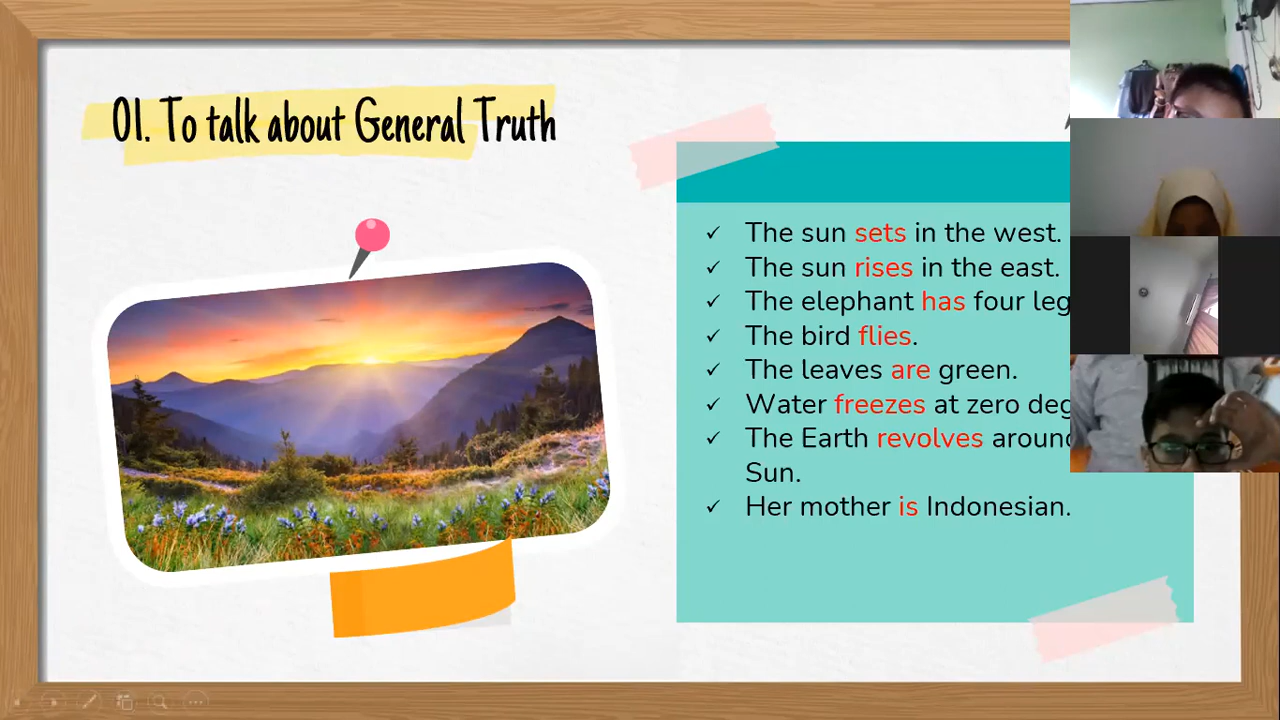 01. To talk about General Truth
✓ The sun sets in the west.
✓ The sun rises in the east.
✓ The elephant has four leg
✓ The bird flies.
✓ The leaves are green.
✓ Water freezes at zero deg
✓ The Earth revolves around
Sun.
✓ Her mother is Indonesian.